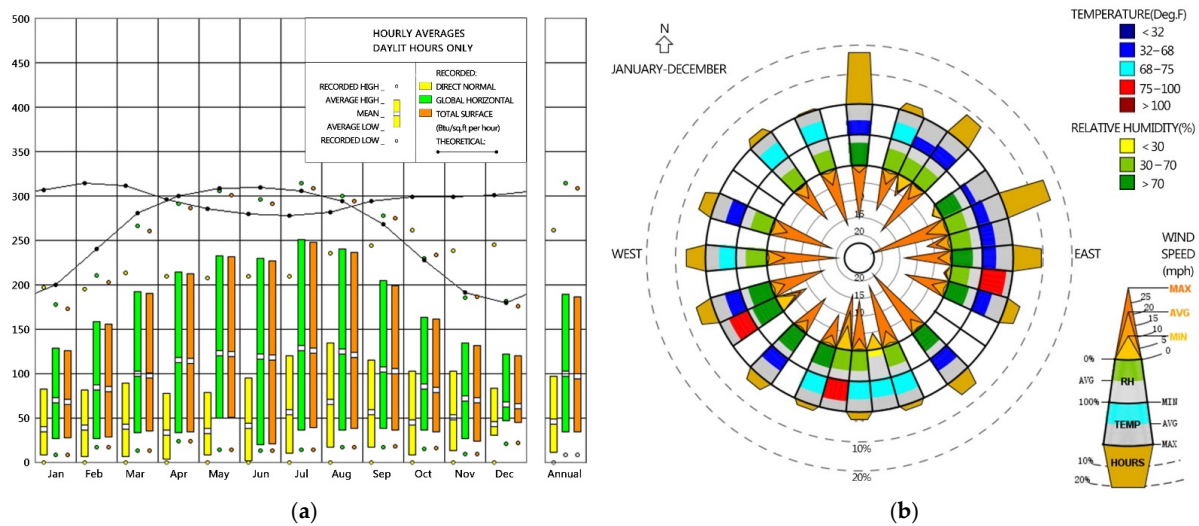 500
450
400
350
300
250
200
150
100
50
0
HOURLY AVERAGES
DAYLIT HOURS ONLY
RECORDED HIGH _
AVERAGE HIGH _
MEAN _
AVERAGE LOW _
RECORDED LOW _
RECORDED:
DIRECT NORMAL
GLOBAL HORIZONTAL
TOTAL SURFACE
(Btu/sq.ft per hour)
THEORETICAL:
Jan Feb Mar Apr May Jun Jul Aug Sep Oct Nov Dec Annual
(a)
N
JANUARY-DECEMBER
WEST
EAST
15
20
20
15
10
10%
20%
TEMPERATURE(Deg.F)
<32
32-68
68-75
75-100
>100
RELATIVE HUMIDITY(%)
<30
30-70
>70
WIND
SPEED
(mph)
MAX
AVG
MIN
25
20
15
10
5
0
0%
RH
AVG
100%
MIN
TEMP
AVG
MAX
HOURS
10%
20%
(b)